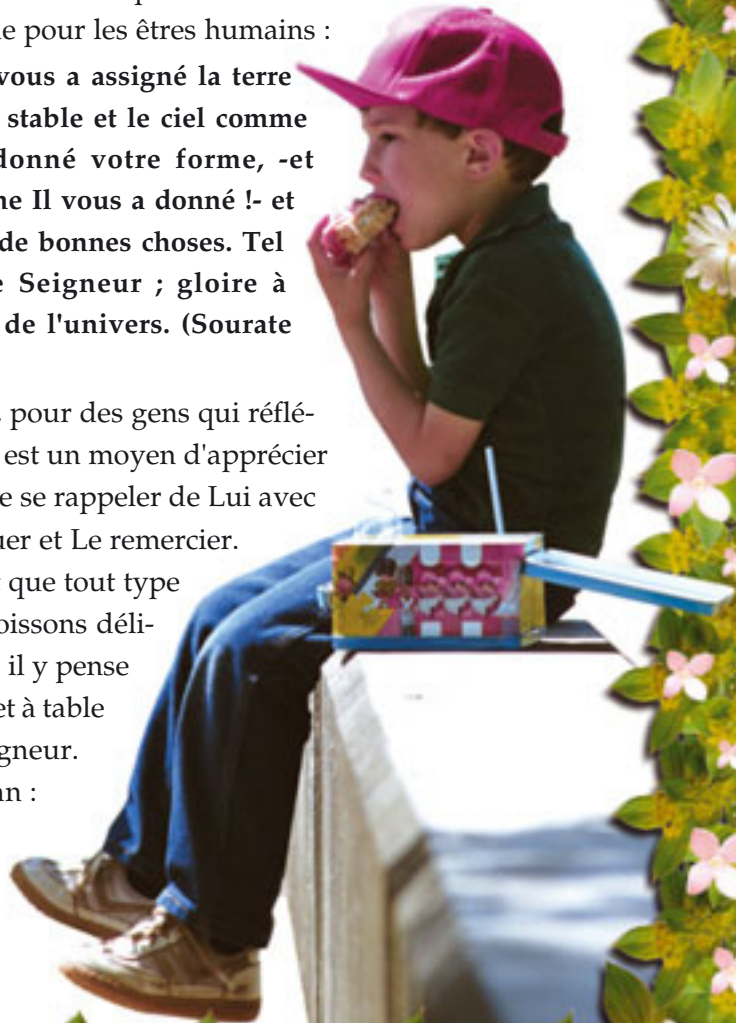 e pour les êtres humains :
vous a assigné la terre
stable et le ciel comme
donné votre forme, -et
ne Il vous a donné !- et
de bonnes choses. Tel
e Seigneur ; gloire à
de l'univers. (Sourate
pour des gens qui réflé-
est un moyen d'apprécier
e se rappeler de Lui avec
uer et Le remercier.
que tout type
oissons déli-
il y pense
et à table
gneur.
an :